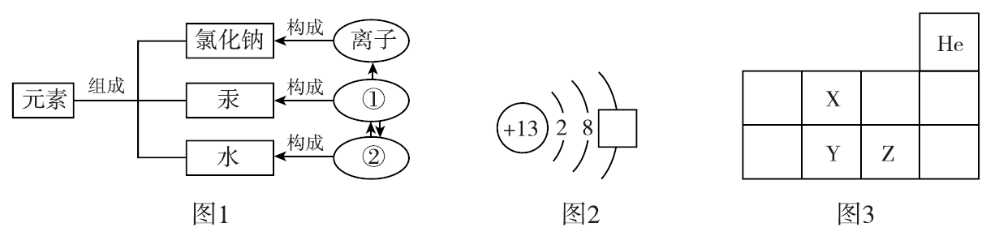 元素 组成
氯化钠 构成 离子
汞 构成 ①
水 构成 ②
图1
+13 2 8
图2
He
X
Y Z
图3